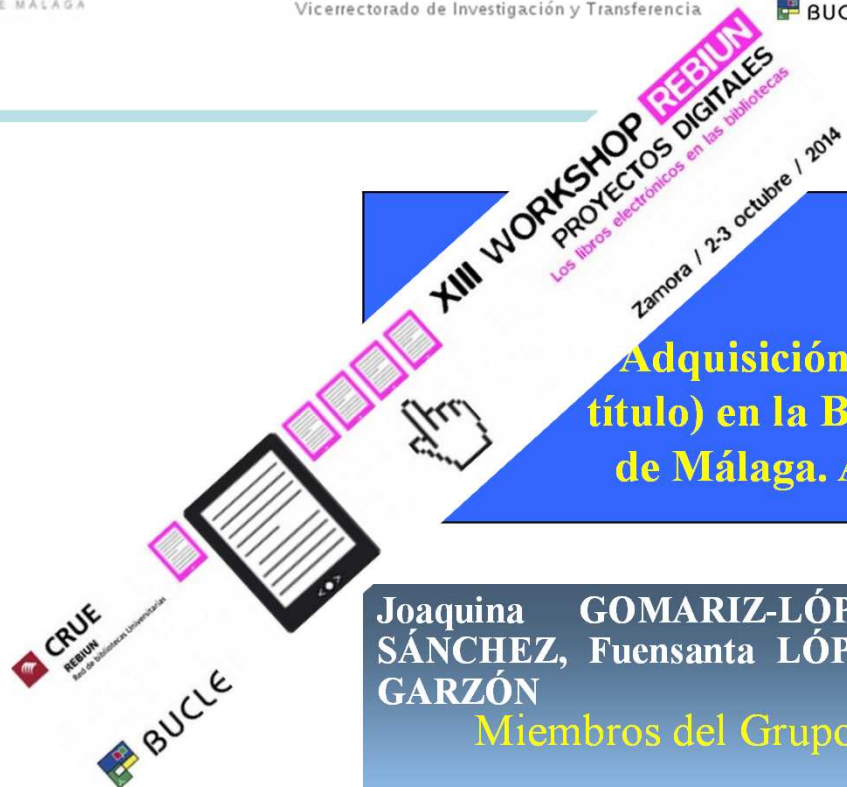 E MÁLAGA
Vicerrectorado de Investigación y Transferencia
BUC
XIII WORKSHOP REBIUN
PROYECTOS DIGITALES
Los libros electrónicos en las bibliotecas
Zamora / 2-3 octubre / 2014
Adquisición
título) en la B
de Málaga. A
CRUE
REBIUN
Red de Bibliotecas Universitarias
BUCLE
Joaquina GOMARIZ-LÓP
SÁNCHEZ, Fuensanta LÓP
GARZÓN
Miembros del Grupo